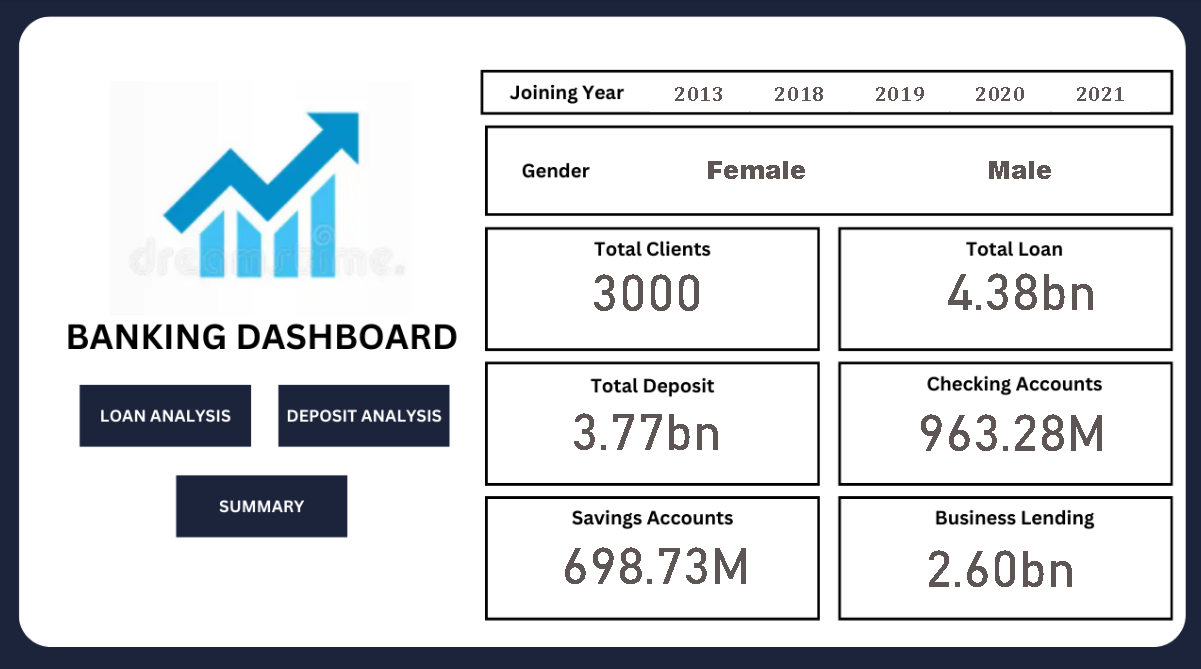 Joining Year 2013 2018 2019 2020 2021
Gender Female Male
dreamstime.
BANKING DASHBOARD
LOAN ANALYSIS DEPOSIT ANALYSIS
SUMMARY
Total Clients
3000
Total Loan
4.38bn
Total Deposit
3.77bn
Checking Accounts
963.28M
Savings Accounts
698.73M
Business Lending
2.60bn